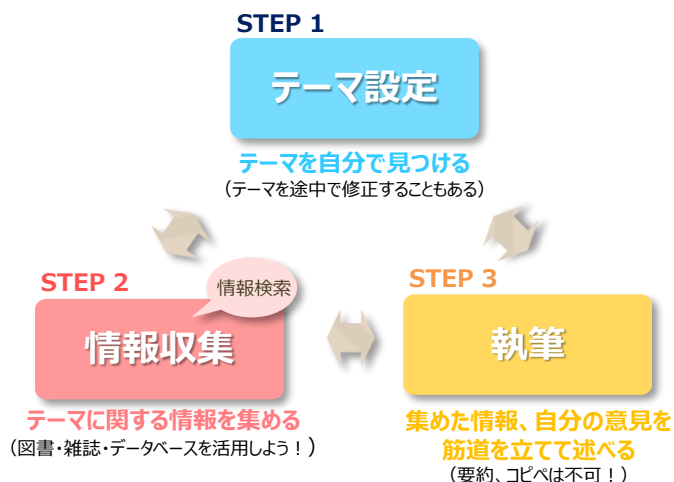 STEP 1
テーマ設定
テーマを自分で見つける
（テーマを途中で修正することもある）
STEP 2
情報検索
情報収集
テーマに関する情報を集める
（図書・雑誌・データベースを活用しよう！）
STEP 3
執筆
集めた情報、自分の意見を
筋道を立てて述べる
（要約、コピペは不可！）